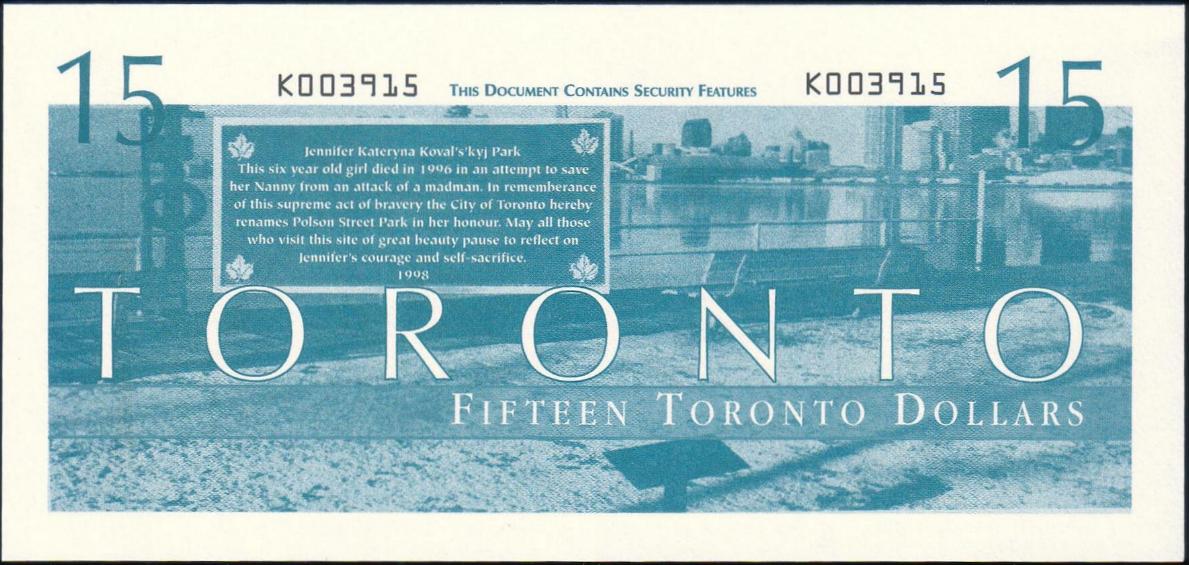 15
K003915
THIS DOCUMENT CONTAINS SECURITY FEATURES
K003915
15
Jennifer Kateryna Koval's'kyj Park
This six year old girl died in 1996 in an attempt to save
her Nanny from an attack of a madman. In rememberance
of this supreme act of bravery the City of Toronto hereby
renames Polson Street Park in her honour. May all those
who visit this site of great beauty pause to reflect on
Jennifer's courage and self-sacrifice.
1998
TORONTO
FIFTEEN TORONTO DOLLARS